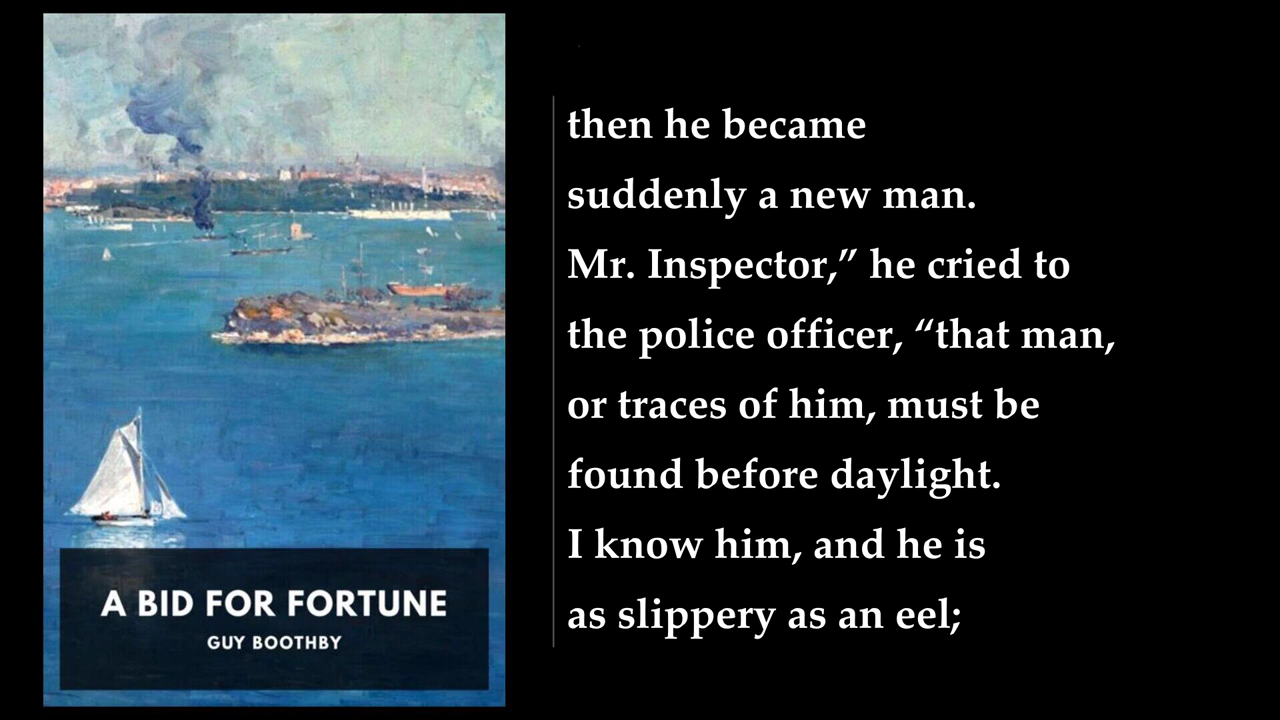 A BID FOR FORTUNE
GUY BOOTHBY
then he became
suddenly a new man.
Mr. Inspector,” he cried to
the police officer, “that man,
or traces of him, must be
found before daylight.
I know him, and he is
as slippery as an eel;